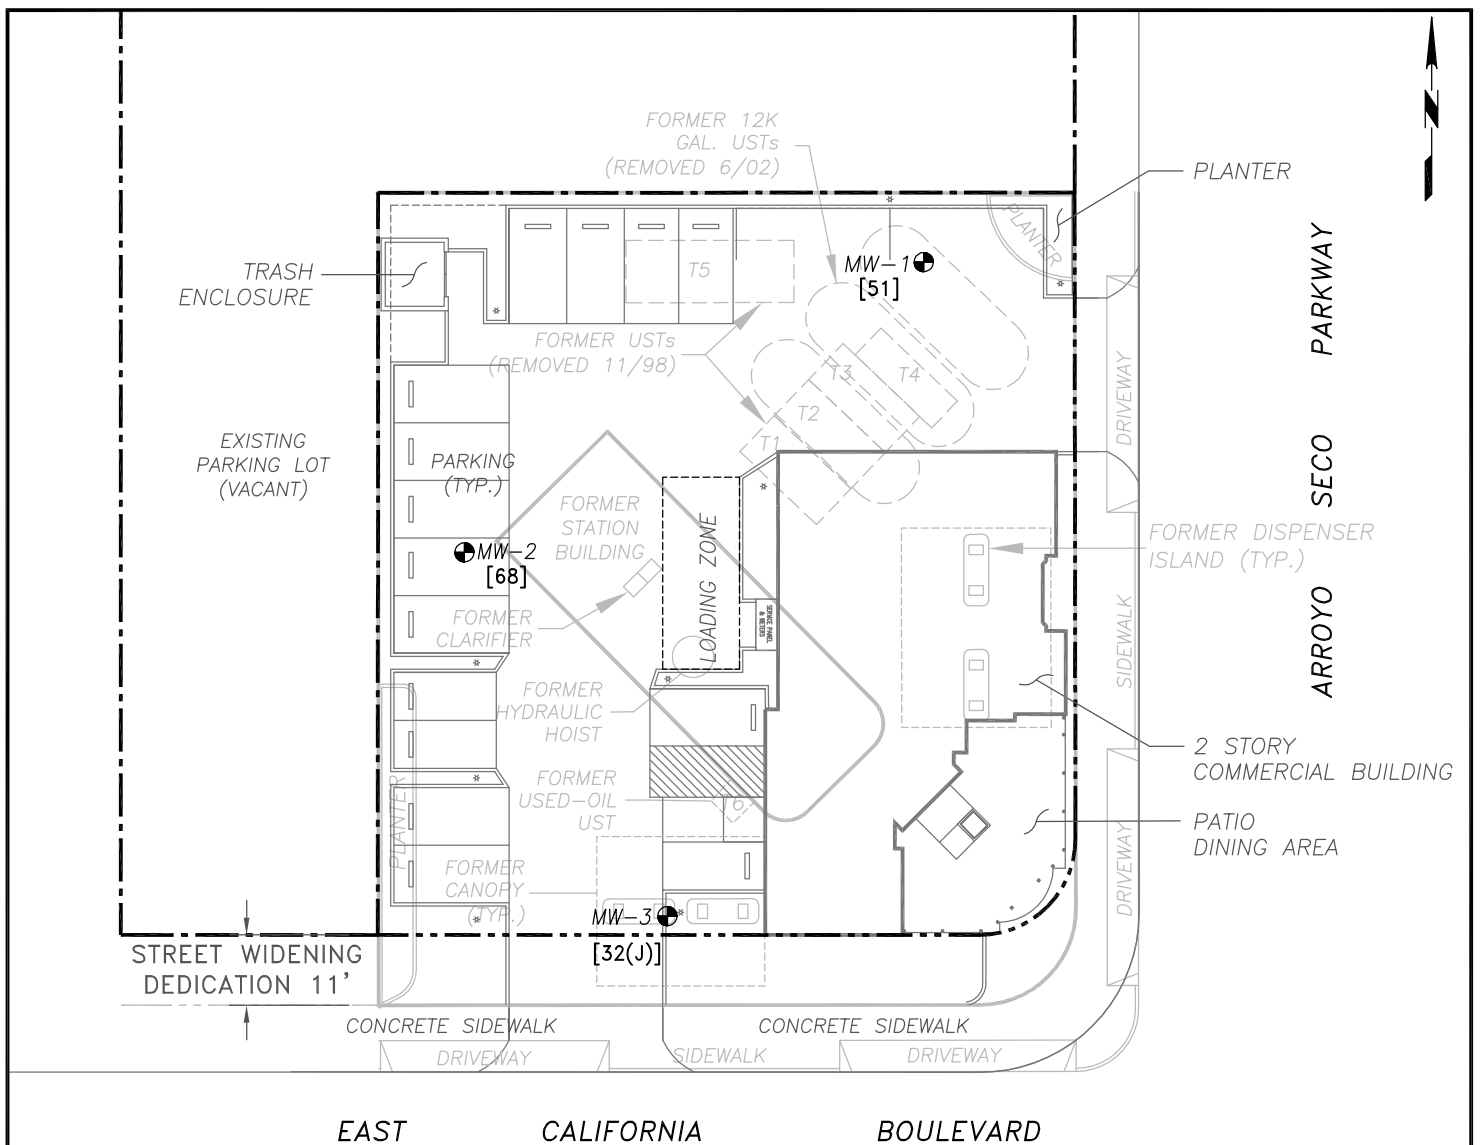 FORMER 12K
GAL. USTs
(REMOVED 6/02)
N
PLANTER
PLANTER
TRASH
ENCLOSURE
T5
MW-1
[51]
FORMER USTs
(REMOVED 11/98)
T3
T4
T2
T1
DRIVEWAY
ARROYO SECO PARKWAY
EXISTING
PARKING LOT
(VACANT)
PARKING
(TYP.)
FORMER
STATION
BUILDING
LOADING ZONE
FORMER DISPENSER
ISLAND (TYP.)
MW-2
[68]
FORMER
CLARIFIER
SERVICE PANEL
& METERS
SIDEWALK
FORMER
HYDRAULIC
HOIST
2 STORY
COMMERCIAL BUILDING
FORMER
USED-OIL
UST
T6
PLANTER
PATIO
DINING AREA
DRIVEWAY
FORMER
CANOPY
(TYP.)
MW-3
[32(J)]
STREET WIDENING
DEDICATION 11'
CONCRETE SIDEWALK
CONCRETE SIDEWALK
DRIVEWAY
SIDEWALK
DRIVEWAY
EAST CALIFORNIA BOULEVARD